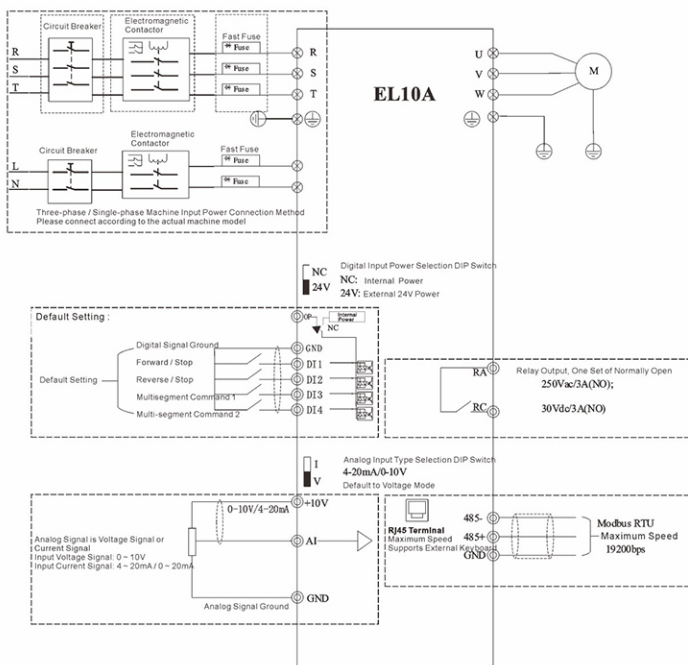 Circuit Breaker
Electromagnetic
Contactor
Fast Fuse
R
S
T
Fuse
Fuse
Fuse
R
S
T
EL10A
U
V
W
M
Circuit Breaker
Electromagnetic
Contactor
Fast Fuse
L
N
Fuse
Fuse
Three-phase / Single-phase Machine Input Power Connection Method
Please connect according to the actual machine model
NC
24V
Digital Input Power Selection DIP Switch
NC: Internal Power
24V: External 24V Power
Default Setting :
OP
Internal
Power
NC
Digital Signal Ground
GND
Forward / Stop
DI1
Default Setting
Reverse / Stop
DI2
Multisegment Command 1
DI3
Multi-segment Command 2
DI4
RA
RC
Relay Output, One Set of Normally Open
250Vac/3A(NO);
30Vdc/3A(NO)
I
V
Analog Input Type Selection DIP Switch
4-20mA/0-10V
Default to Voltage Mode
0-10V/4-20mA
+10V
Analog Signal is Voltage Signal or
Current Signal
Input Voltage Signal: 0 ~ 10V
Input Current Signal: 4 ~ 20mA / 0 ~ 20mA
AI
Analog Signal Ground
GND
RJ45 Terminal
Maximum Speed
Supports External Keyboard
485-
485+
GND
Modbus RTU
Maximum Speed
19200bps